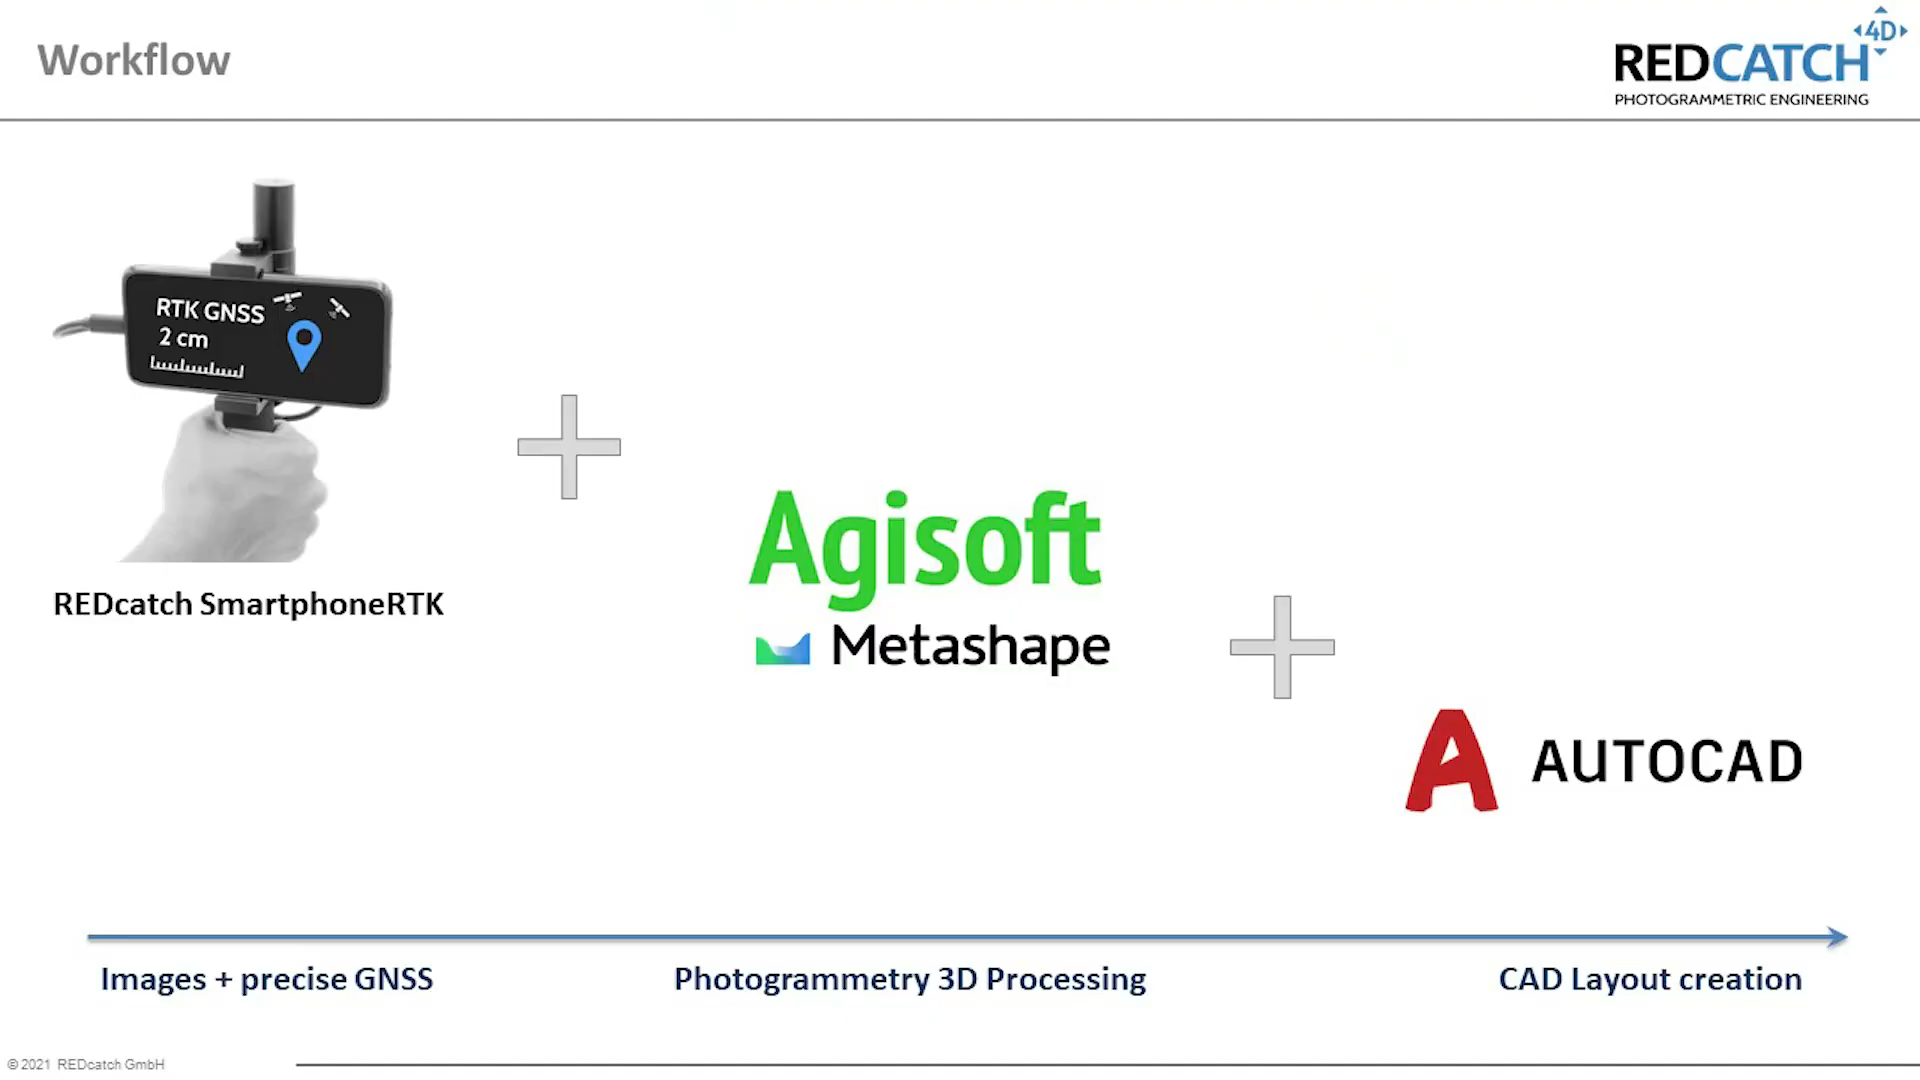 Workflow
4D
REDCATCH
PHOTOGRAMMETRIC ENGINEERING
RTK GNSS
2 cm
REDcatch SmartphoneRTK
Agisoft
Metashape
AUTOCAD
Images + precise GNSS
Photogrammetry 3D Processing
CAD Layout creation
© 2021 REDcatch GmbH